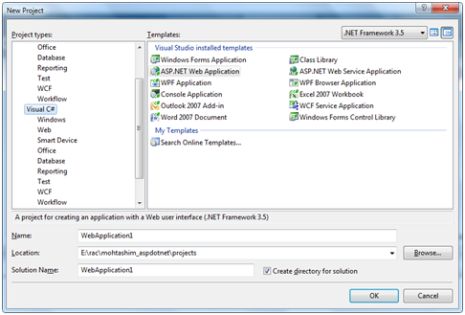 New Project
Project types:
Templates:
.NET Framework 3.5
Office
Database
Reporting
Test
WCF
Workflow
Visual C#
Windows
Web
Smart Device
Office
Database
Reporting
Test
WCF
Workflow
Visual Studio installed templates
Windows Forms Application
Class Library
ASP.NET Web Application
ASP.NET Web Service Application
WPF Application
WPF Browser Application
Console Application
Excel 2007 Workbook
Outlook 2007 Add-in
WCF Service Application
Word 2007 Document
Windows Forms Control Library
My Templates
Search Online Templates...
A project for creating an application with a Web user interface (.NET Framework 3.5)
Name: WebApplication1
Location: E:\rac\mohtashim_aspdotnet\projects Browse...
Solution Name: WebApplication1 Create directory for solution
OK Cancel